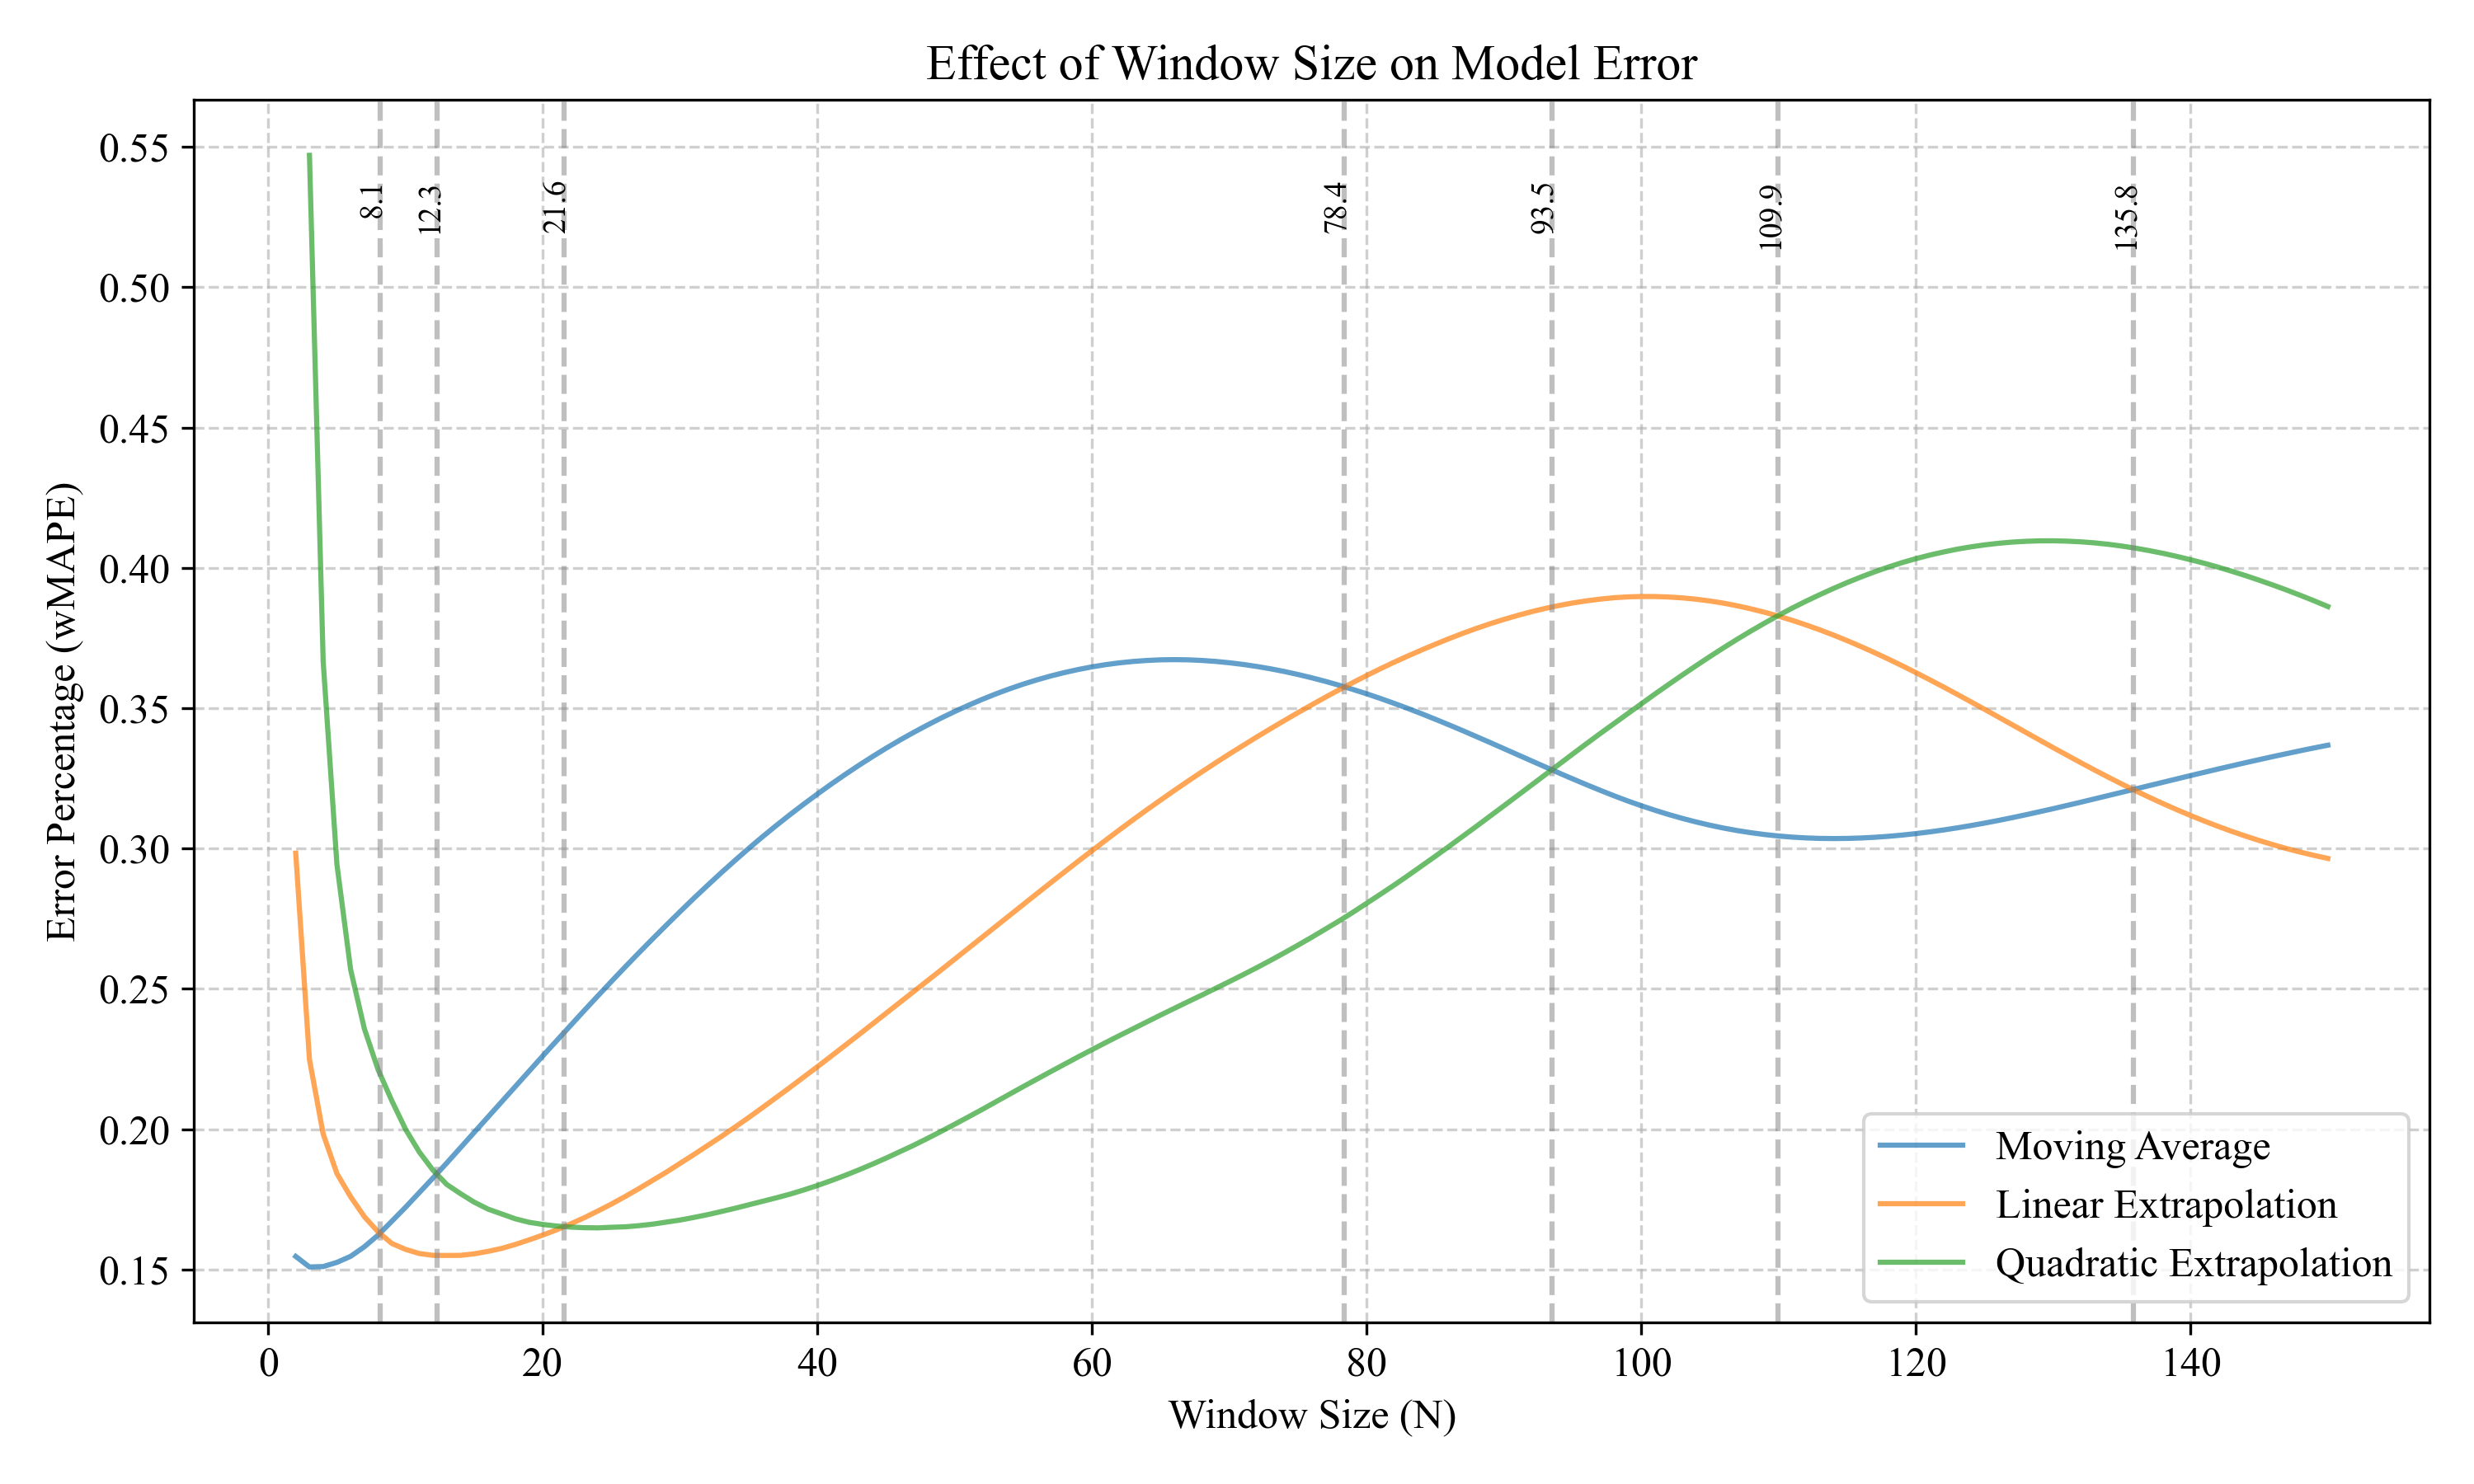 Effect of Window Size on Model Error
Error Percentage (wMAPE)
0.55
0.50
0.45
0.40
0.35
0.30
0.25
0.20
0.15
8.1
12.3
21.6
78.4
93.5
109.9
135.8
Moving Average
Linear Extrapolation
Quadratic Extrapolation
0 20 40 60 80 100 120 140
Window Size (N)